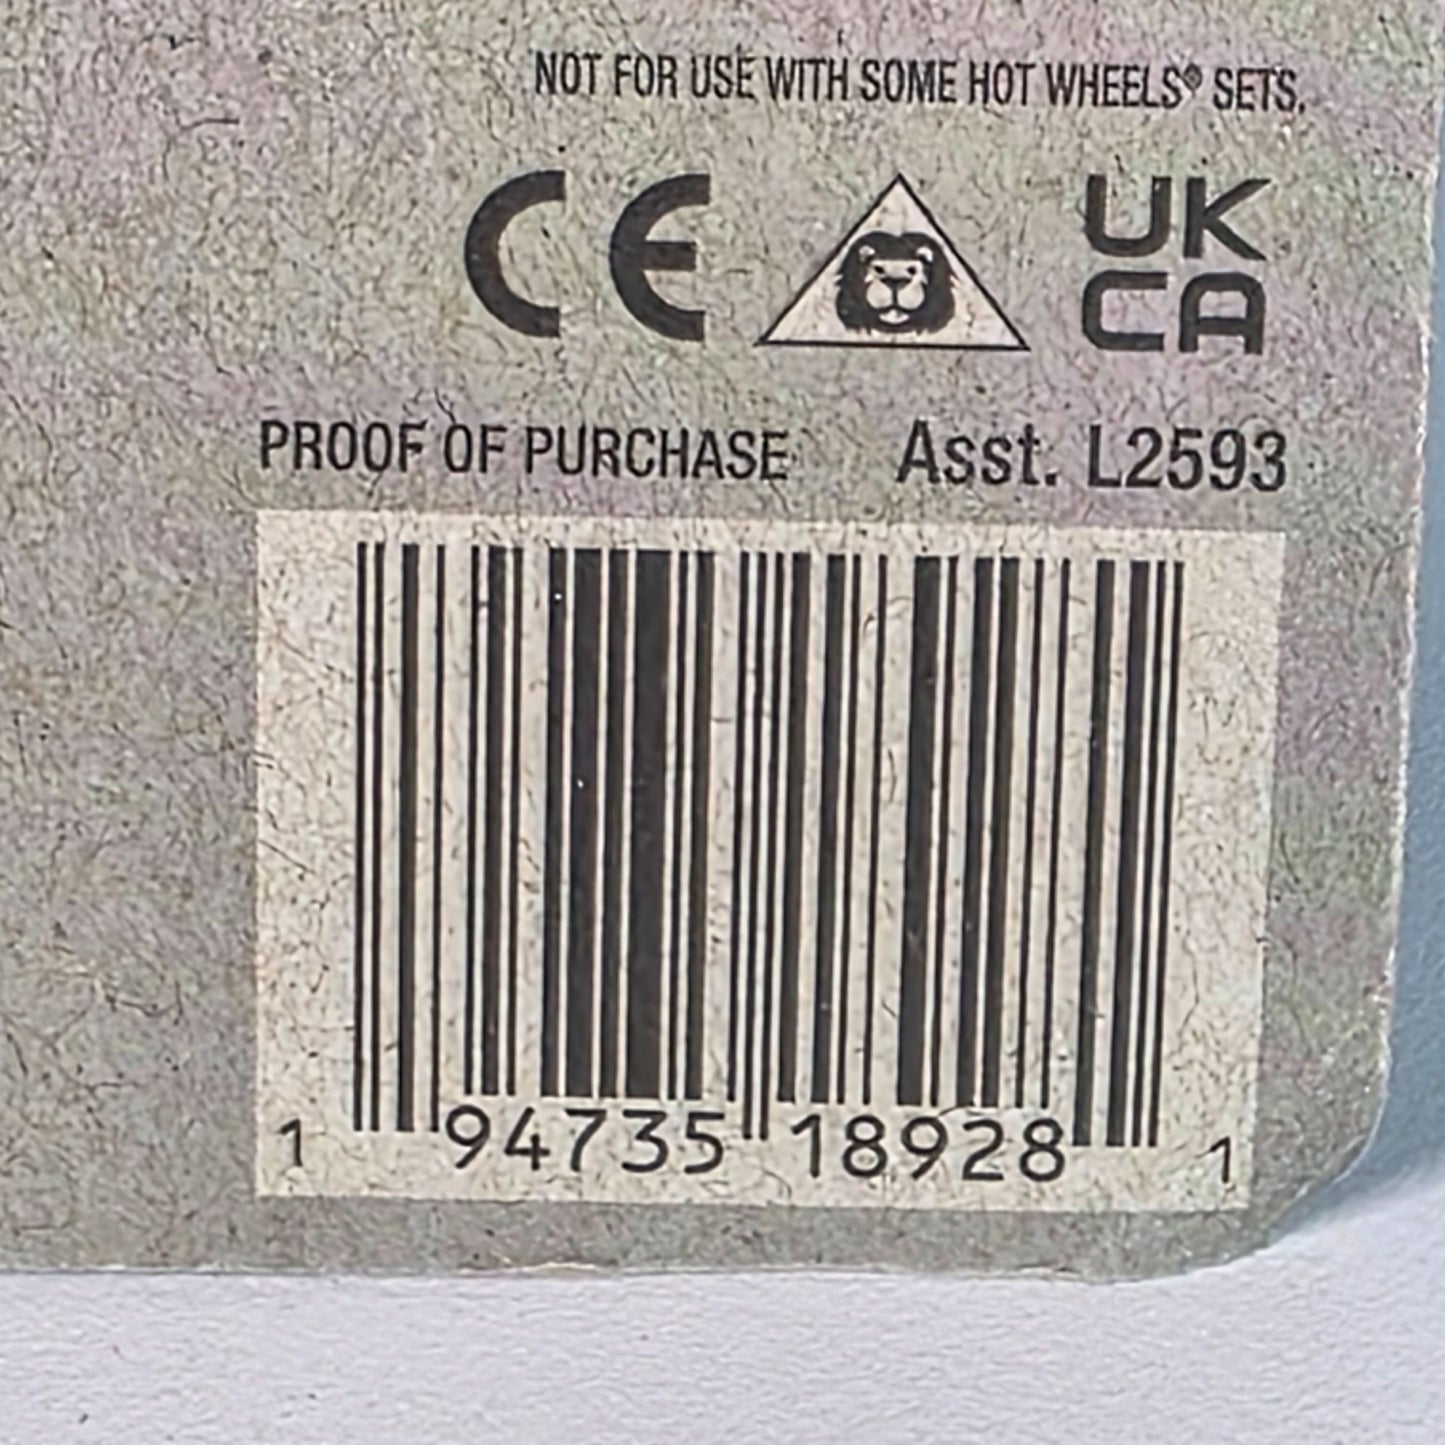 NOT FOR USE WITH SOME HOT WHEELS® SETS.
CE UK
CA
PROOF OF PURCHASE Asst. L2593
1 94735 18928 1